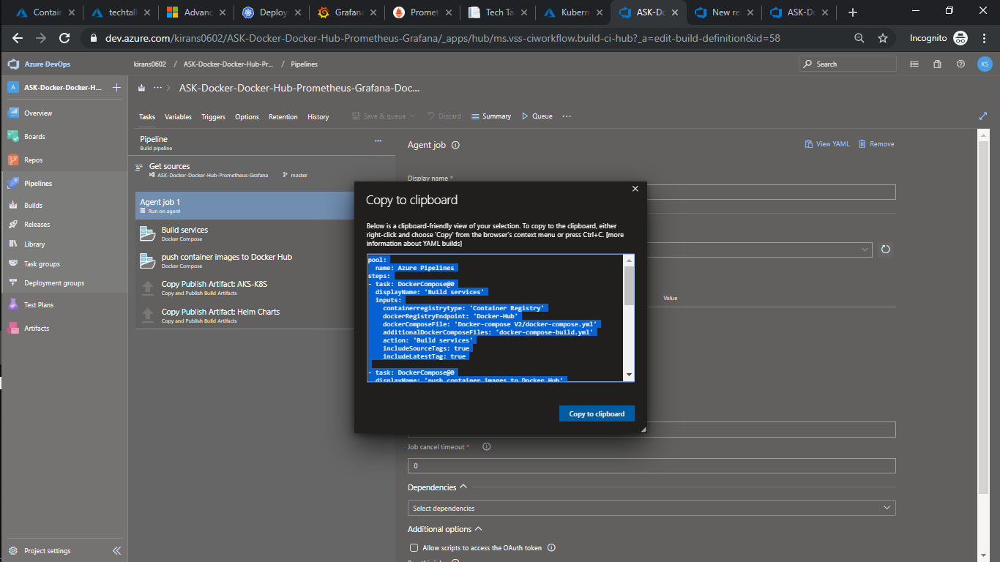 Contain
techtal
Advanc
Deploy
Grafana
Promet
Tech Ta
Kubern
ASK-Do
New re
ASK-Do
dev.azure.com/kirans0602/ASK-Docker-Docker-Hub-Prometheus-Grafana/_apps/hub/ms.vss-ciworkflow.build-ci-hub?_a=edit-build-definition&id=58
Incognito
Azure DevOps
kirans0602 / ASK-Docker-Docker-Hub-Pr... / Pipelines
Search
KS
A ASK-Docker-Docker-H...
ASK-Docker-Docker-Hub-Prometheus-Grafana-Doc...
Overview
Boards
Repos
Pipelines
Builds
Releases
Library
Task groups
Deployment groups
Test Plans
Artifacts
Project settings
Tasks Variables Triggers Options Retention History Save & queue Discard Summary Queue ...
Pipeline
Build pipeline
Get sources
ASK-Docker-Docker-Hub-Prometheus-Grafana master
Agent job 1
Run on agent
Build services
Docker Compose
push container images to Docker Hub
Docker Compose
Copy Publish Artifact: AKS-K8S
Copy and Publish Build Artifacts
Copy Publish Artifact: Helm Charts
Copy and Publish Build Artifacts
Agent job
View YAML Remove
Display name *
Value
Copy to clipboard
Below is a clipboard-friendly view of your selection. To copy to the clipboard, either
right-click and choose 'Copy' from the browser's context menu or press Ctrl+C. [more
information about YAML builds]
pool:
name: Azure Pipelines
steps:
- task: DockerCompose@0
displayName: 'Build services'
inputs:
containerregistrytype: 'Container Registry'
dockerRegistryEndpoint: 'Docker-Hub'
dockerComposeFile: 'Docker-compose V2/docker-compose.yml'
additionalDockerComposeFiles: 'docker-compose-build.yml'
action: 'Build services'
includeSourceTags: true
includeLatestTag: true
- task: DockerCompose@0
displayName: 'push container images to Docker Hub'
Copy to clipboard
Job cancel timeout *
0
Dependencies
Select dependencies
Additional options
Allow scripts to access the OAuth token